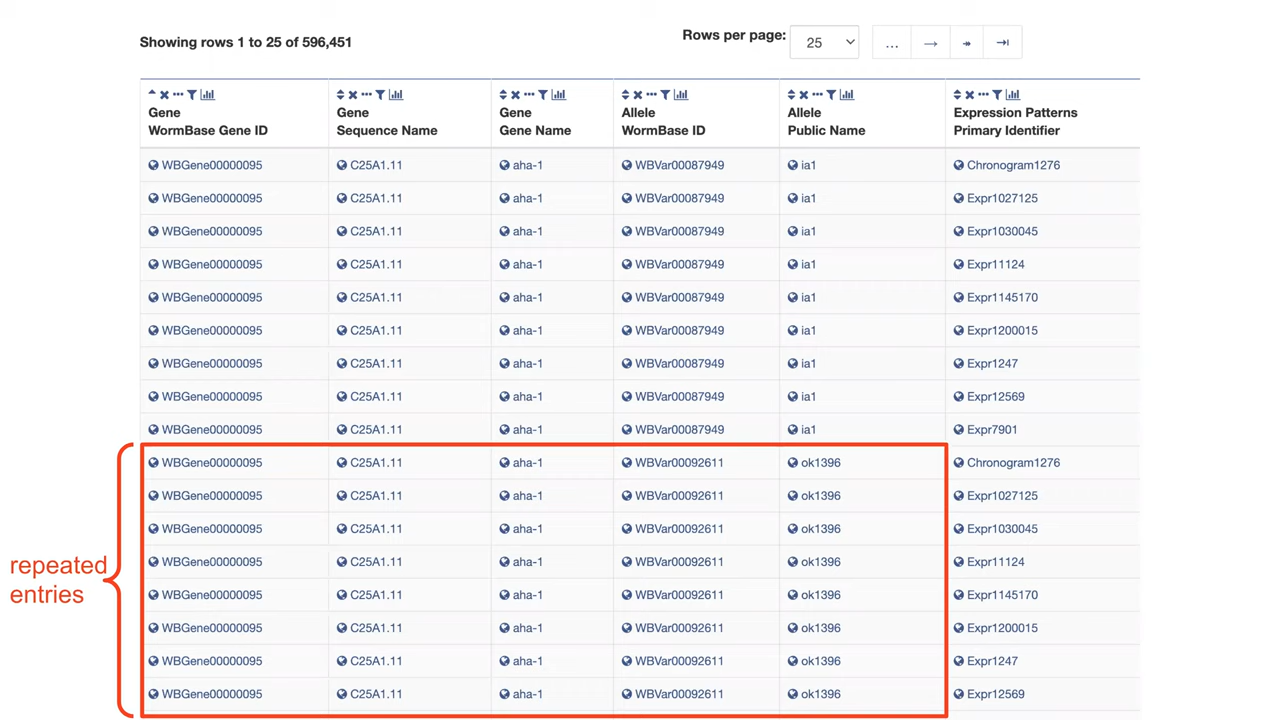 Showing rows 1 to 25 of 596,451
Rows per page: 25 ...
Gene WormBase Gene ID Gene Sequence Name Gene Gene Name Allele WormBase ID Allele Public Name Expression Patterns Primary Identifier
WBGene00000095 C25A1.11 aha-1 WBVar00087949 ia1 Chronogram1276
WBGene00000095 C25A1.11 aha-1 WBVar00087949 ia1 Expr1027125
WBGene00000095 C25A1.11 aha-1 WBVar00087949 ia1 Expr1030045
WBGene00000095 C25A1.11 aha-1 WBVar00087949 ia1 Expr11124
WBGene00000095 C25A1.11 aha-1 WBVar00087949 ia1 Expr1145170
WBGene00000095 C25A1.11 aha-1 WBVar00087949 ia1 Expr1200015
WBGene00000095 C25A1.11 aha-1 WBVar00087949 ia1 Expr1247
WBGene00000095 C25A1.11 aha-1 WBVar00087949 ia1 Expr12569
WBGene00000095 C25A1.11 aha-1 WBVar00087949 ia1 Expr7901
WBGene00000095 C25A1.11 aha-1 WBVar00092611 ok1396 Chronogram1276
WBGene00000095 C25A1.11 aha-1 WBVar00092611 ok1396 Expr1027125
WBGene00000095 C25A1.11 aha-1 WBVar00092611 ok1396 Expr1030045
WBGene00000095 C25A1.11 aha-1 WBVar00092611 ok1396 Expr11124
WBGene00000095 C25A1.11 aha-1 WBVar00092611 ok1396 Expr1145170
WBGene00000095 C25A1.11 aha-1 WBVar00092611 ok1396 Expr1200015
WBGene00000095 C25A1.11 aha-1 WBVar00092611 ok1396 Expr1247
WBGene00000095 C25A1.11 aha-1 WBVar00092611 ok1396 Expr12569
repeated
entries